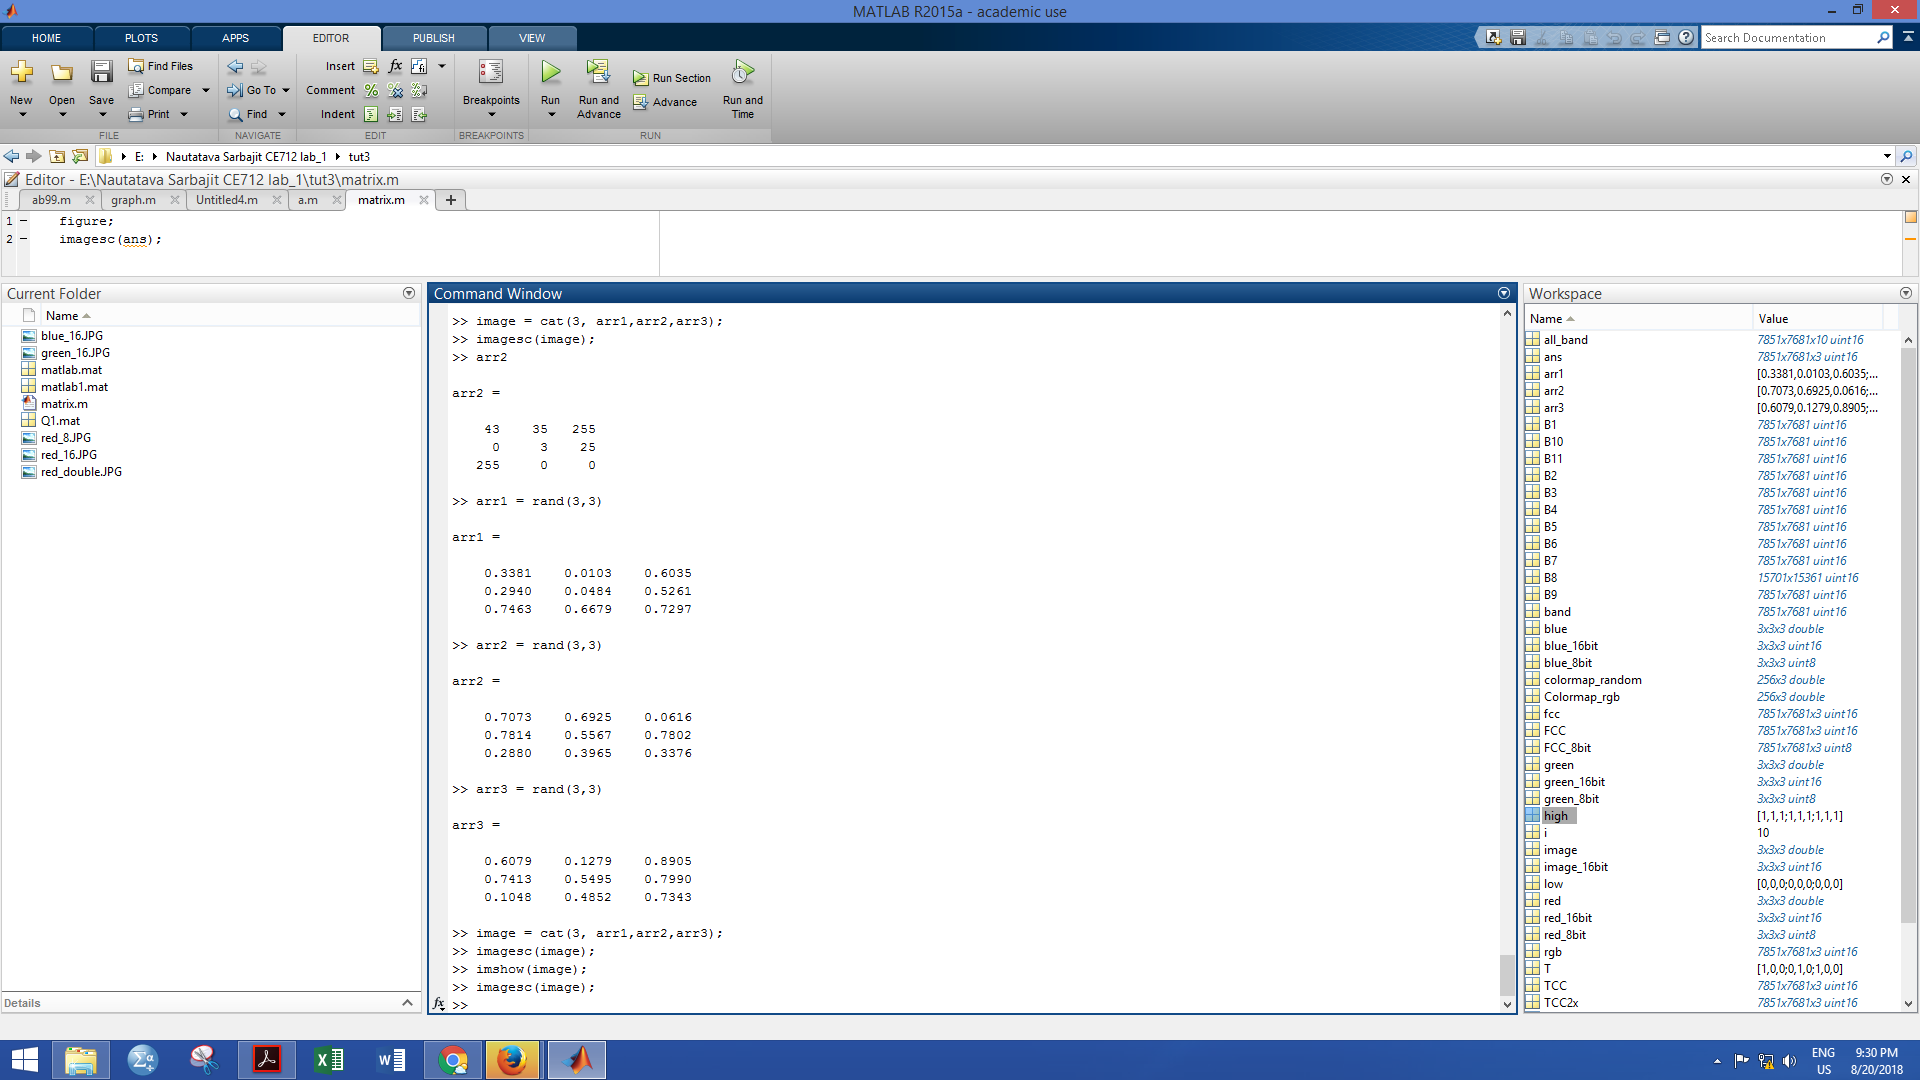 MATLAB R2015a - academic use
HOME PLOTS APPS EDITOR PUBLISH VIEW
Search Documentation
New Open Save Find Files Compare Print
Go To Find
Insert fx Comment Indent
Breakpoints
Run Run and Advance Run Section Advance Run and Time
FILE NAVIGATE EDIT BREAKPOINTS RUN
E: Nautatava Sarbajit CE712 lab_1 tut3
Editor - E:\Nautatava Sarbajit CE712 lab_1\tut3\matrix.m
ab99.m graph.m Untitled4.m a.m matrix.m
1 figure;
2 imagesc(ans);
Current Folder
Name
blue_16.JPG
green_16.JPG
matlab.mat
matlab1.mat
matrix.m
Q1.mat
red_8.JPG
red_16.JPG
red_double.JPG
Details
Command Window
>> image = cat(3, arr1,arr2,arr3);
>> imagesc(image);
>> arr2
arr2 =
43 35 255
0 3 25
255 0 0
>> arr1 = rand(3,3)
arr1 =
0.3381 0.0103 0.6035
0.2940 0.0484 0.5261
0.7463 0.6679 0.7297
>> arr2 = rand(3,3)
arr2 =
0.7073 0.6925 0.0616
0.7814 0.5567 0.7802
0.2880 0.3965 0.3376
>> arr3 = rand(3,3)
arr3 =
0.6079 0.1279 0.8905
0.7413 0.5495 0.7990
0.1048 0.4852 0.7343
>> image = cat(3, arr1,arr2,arr3);
>> imagesc(image);
>> imshow(image);
>> imagesc(image);
fx >>
Workspace
Name Value
all_band 7851x7681x10 uint16
ans 7851x7681x3 uint16
arr1 [0.3381,0.0103,0.6035;...
arr2 [0.7073,0.6925,0.0616;...
arr3 [0.6079,0.1279,0.8905;...
B1 7851x7681 uint16
B10 7851x7681 uint16
B11 7851x7681 uint16
B2 7851x7681 uint16
B3 7851x7681 uint16
B4 7851x7681 uint16
B5 7851x7681 uint16
B6 7851x7681 uint16
B7 7851x7681 uint16
B8 15701x15361 uint16
B9 7851x7681 uint16
band 7851x7681 uint16
blue 3x3x3 double
blue_16bit 3x3x3 uint16
blue_8bit 3x3x3 uint8
colormap_random 256x3 double
Colormap_rgb 256x3 double
fcc 7851x7681x3 uint16
FCC 7851x7681x3 uint16
FCC_8bit 7851x7681x3 uint8
green 3x3x3 double
green_16bit 3x3x3 uint16
green_8bit 3x3x3 uint8
high [1,1,1;1,1,1;1,1,1]
i 10
image 3x3x3 double
image_16bit 3x3x3 uint16
low [0,0,0;0,0,0;0,0,0]
red 3x3x3 double
red_16bit 3x3x3 uint16
red_8bit 3x3x3 uint8
rgb 7851x7681x3 uint16
T [1,0,0;0,1,0;1,0,0]
TCC 7851x7681x3 uint16
TCC2x 7851x7681x3 uint16
ENG 9:30 PM
US 8/20/2018